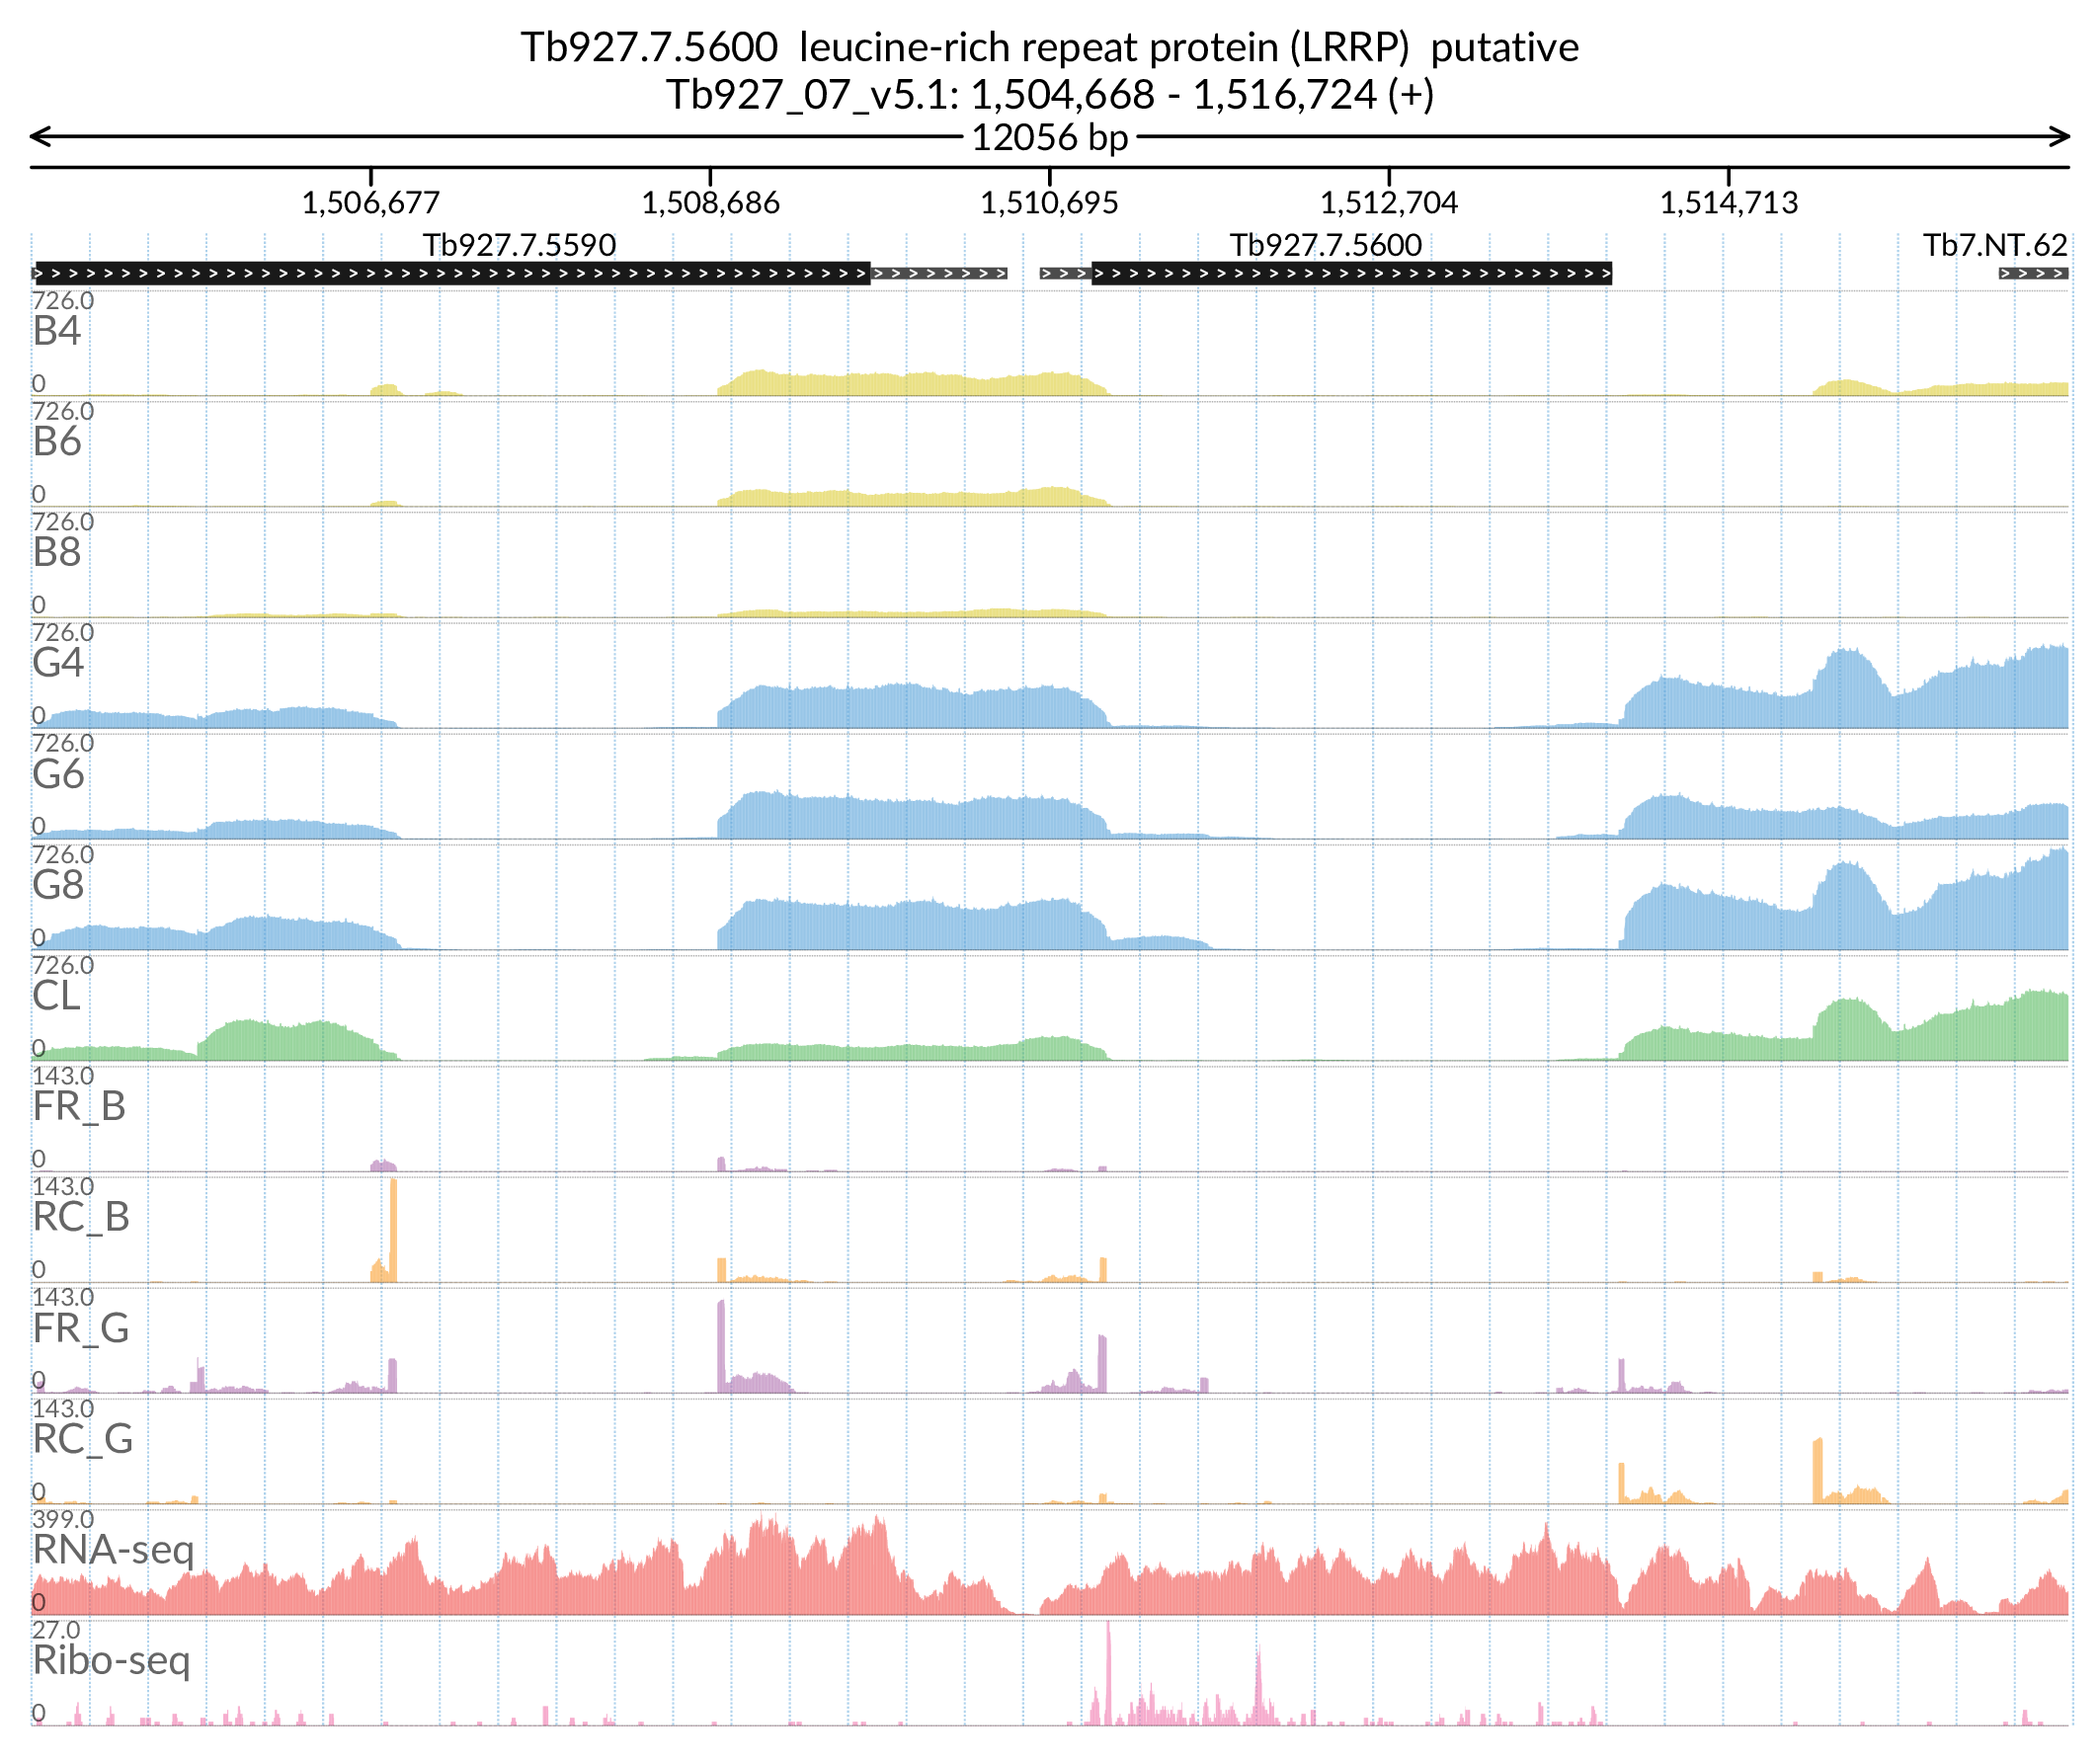 Tb927.7.5600 leucine-rich repeat protein (LRRP) putative
Tb927_07_v5.1: 1,504,668 - 1,516,724 (+)
12056 bp
1,506,677 1,508,686 1,510,695 1,512,704 1,514,713
Tb927.7.5590 Tb927.7.5600 Tb7.NT.62
726.0
B4
0
726.0
B6
0
726.0
B8
0
726.0
G4
0
726.0
G6
0
726.0
G8
0
726.0
CL
0
143.0
FR_B
0
143.0
RC_B
0
143.0
FR_G
0
143.0
RC_G
0
399.0
RNA-seq
0
27.0
Ribo-seq
0